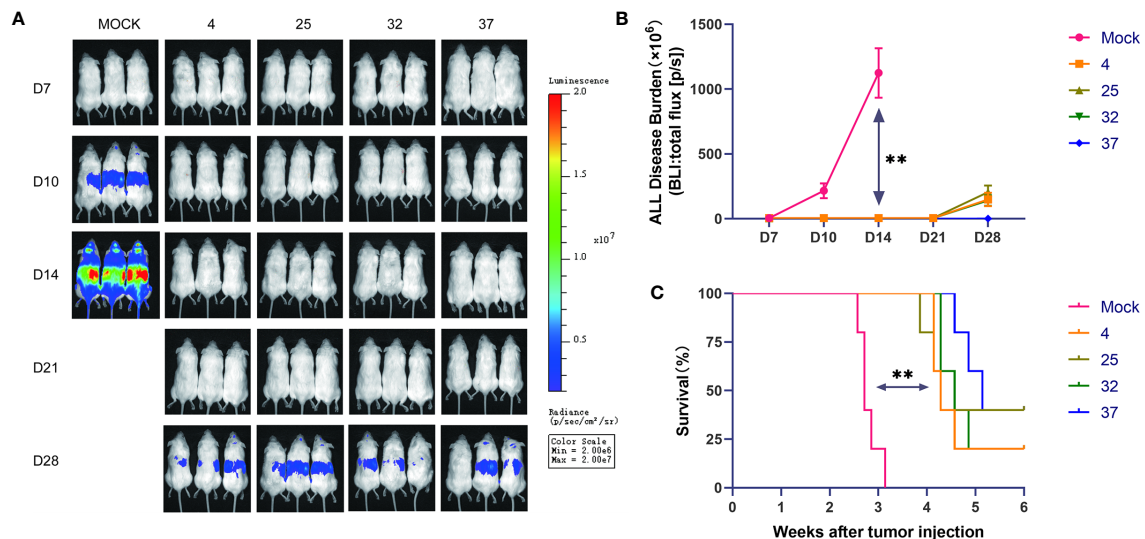 A
MOCK 4 25 32 37
D7
D10
D14
D21
D28
Luminescence
2.0
1.5
x10⁷
1.0
0.5
Radiance
(p/sec/cm²/sr)
Color Scale
Min = 2.00e6
Max = 2.00e7
B
ALL Disease Burden (×10⁶)
(BLI:total flux [p/s])
1500
1000
500
0
**
D7 D10 D14 D21 D28
Mock
4
25
32
37
C
Survival (%)
100
75
50
25
0
**
0 1 2 3 4 5 6
Weeks after tumor injection
Mock
4
25
32
37